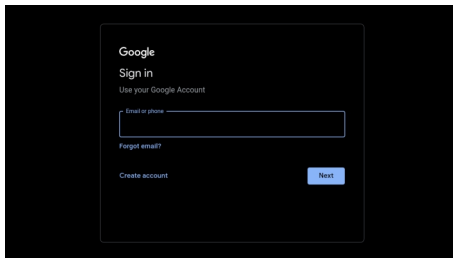 Google
Sign in
Use your Google Account
Email or phone
Forgot email?
Create account
Next